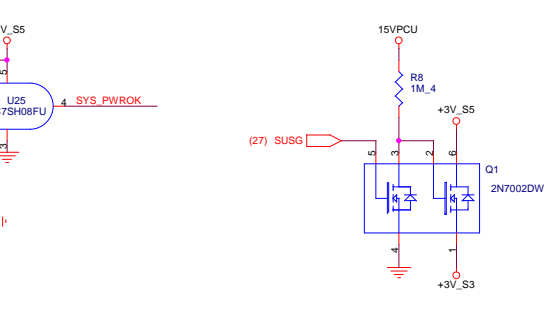 V_S5
5
U25
7SH08FU
4
SYS_PWROK
3
15VPCU
R8
1M_4
+3V_S5
(27) SUSG
5
3
2
6
Q1
2N7002DW
4
1
+3V_S3